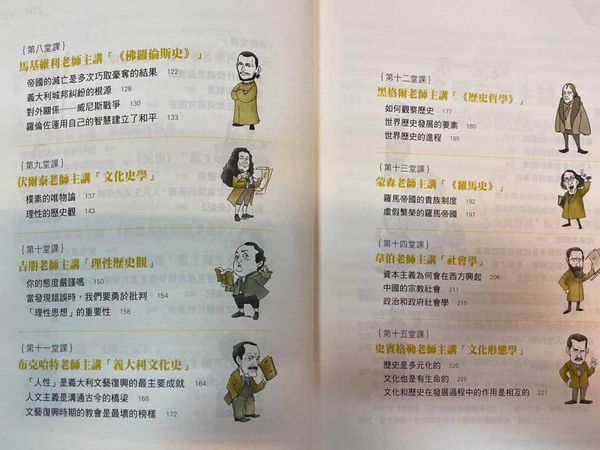 {第八堂課}
馬基維利老師主講「《佛羅倫斯史》」
帝國的滅亡是多次巧取豪奪的結果 122
義大利城邦糾紛的根源 128
對外關係——威尼斯戰爭 130
羅倫佐運用自己的智慧建立了和平 133
{第九堂課}
伏爾泰老師主講「文化史學」
樸素的唯物論 137
理性的歷史觀 143
{第十堂課}
吉朋老師主講「理性歷史觀」
你的態度嚴謹嗎 150
當發現錯誤時，我們要勇於批判 154
「理性思想」的重要性 158
{第十一堂課}
布克哈特老師主講「義大利文化史」
「人性」是義大利文藝復興的最主要成就 164
人文主義是溝通古今的橋梁 168
文藝復興時期的教會是最壞的榜樣 172
{第十二堂課}
黑格爾老師主講「《歷史哲學》」
如何觀察歷史 177
世界歷史發展的要素 180
世界歷史的進程 185
{第十三堂課}
蒙森老師主講「《羅馬史》」
羅馬帝國的貴族制度 192
虛假繁榮的羅馬帝國 197
{第十四堂課}
韋伯老師主講「社會學」
資本主義為何會在西方興起 206
中國的宗教社會 211
政治和政府社會學 215
{第十五堂課}
史賓格勒老師主講「文化形態學」
歷史是多元化的 220
文化也是有生命的 225
文化和歷史在發展過程中的作用是相互的 227